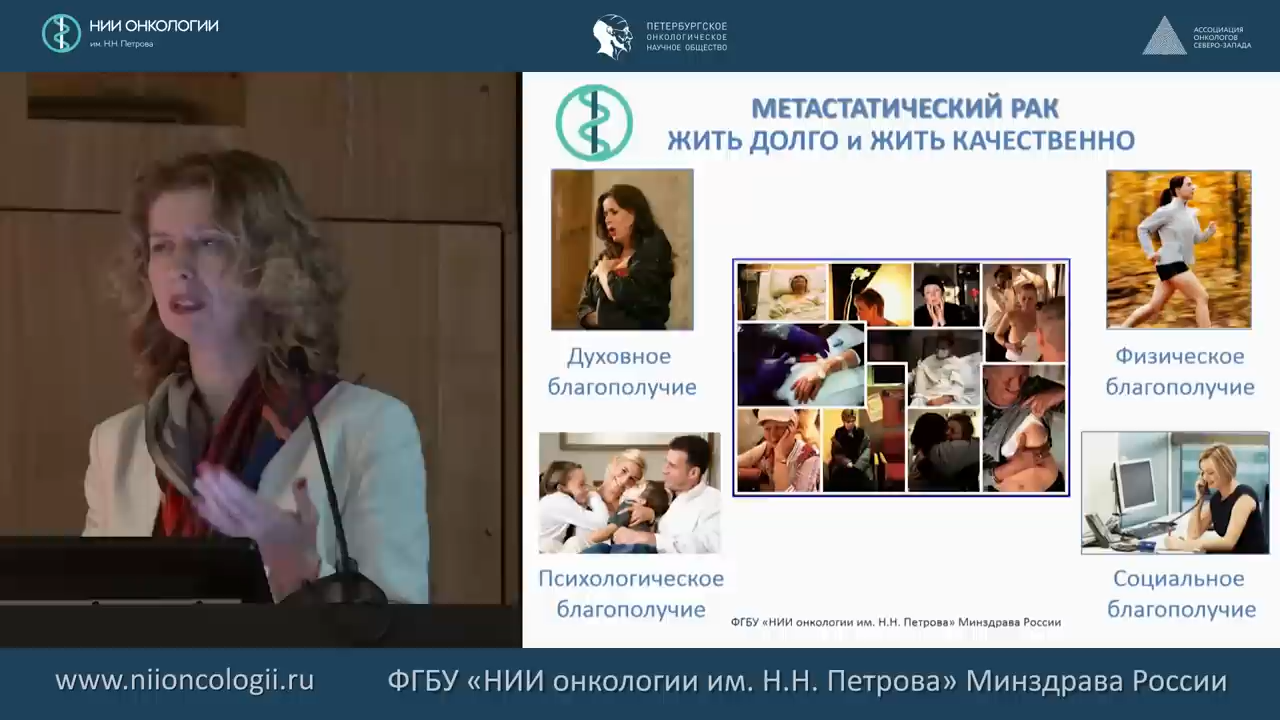 НИИ ОНКОЛОГИИ
им. Н.Н. Петрова
ПЕТЕРБУРГСКОЕ
ОНКОЛОГИЧЕСКОЕ
НАУЧНОЕ ОБЩЕСТВО
АССОЦИАЦИЯ
ОНКОЛОГОВ
СЕВЕРО-ЗАПАДА
МЕТАСТАТИЧЕСКИЙ РАК
ЖИТЬ ДОЛГО и ЖИТЬ КАЧЕСТВЕННО
Духовное
благополучие
Физическое
благополучие
Психологическое
благополучие
Социальное
благополучие
ФГБУ «НИИ онкологии им. Н.Н. Петрова» Минздрава России
www.niioncologii.ru
ФГБУ «НИИ онкологии им. Н.Н. Петрова» Минздрава России